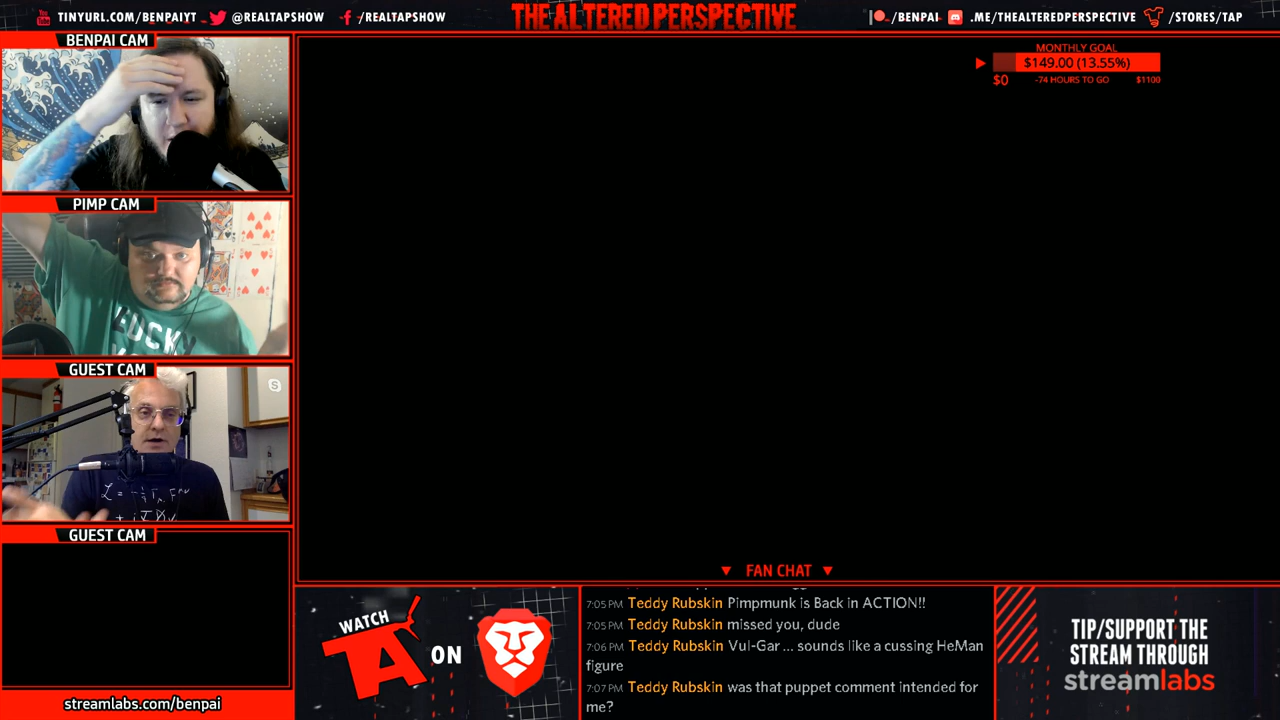 TINYURL.COM/BENPAIYT
@REALTAPSHOW
/REALTAPSHOW
THE ALTERED PERSPECTIVE
/BENPAI
.ME/THEALTEREDPERSPECTIVE
/STORES/TAP
BENPAI CAM
MONTHLY GOAL
$149.00 (13.55%)
$0
-74 HOURS TO GO
$1100
PIMP CAM
LUCKY
GUEST CAM
GUEST CAM
FAN CHAT
WATCH
TA
ON
7:05 PM Teddy Rubskin Pimpmunk is Back in ACTION!!
7:05 PM Teddy Rubskin missed you, dude
7:06 PM Teddy Rubskin Vul-Gar ... sounds like a cussing HeMan
figure
7:07 PM Teddy Rubskin was that puppet comment intended for
me?
TIP/SUPPORT THE
STREAM THROUGH
streamlabs
streamlabs.com/benpai